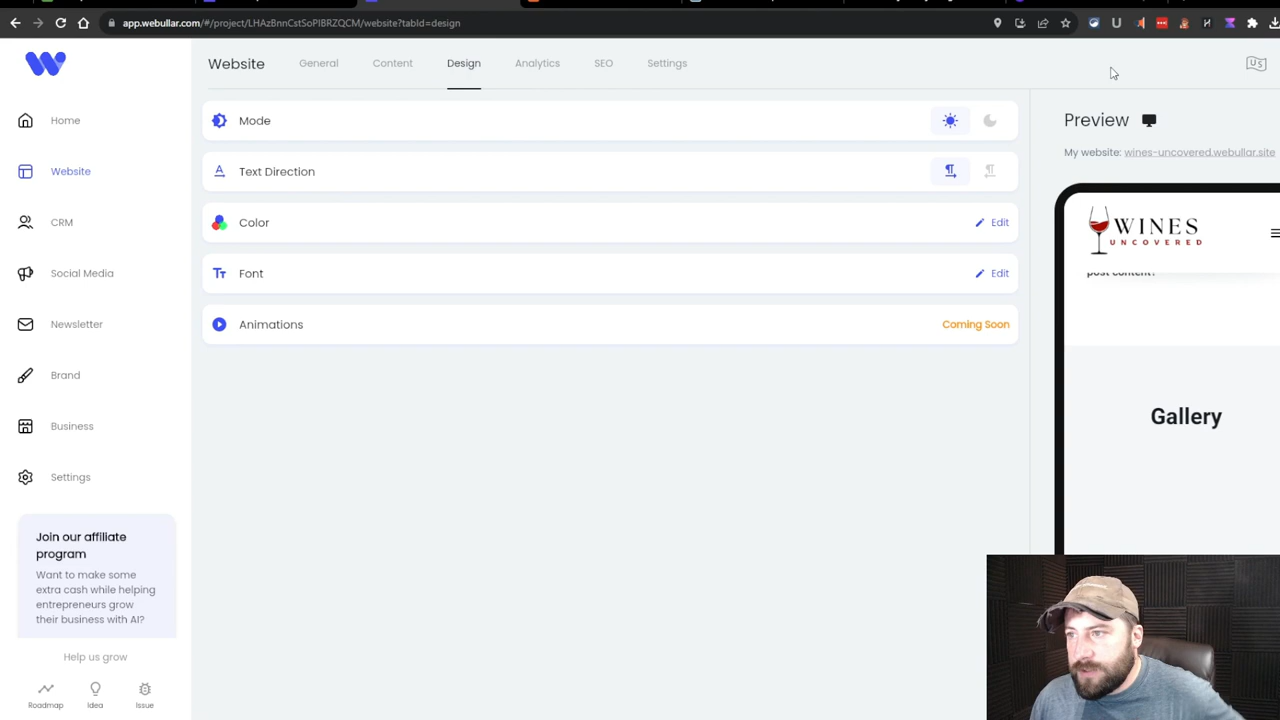 app.webullar.com/#/project/LHAzBnnCstSoPIBRZQCM/website?tabId=design
Website
General
Content
Design
Analytics
SEO
Settings
US
Home
Website
CRM
Social Media
Newsletter
Brand
Business
Settings
Join our affiliate
program
Want to make some
extra cash while helping
entrepreneurs grow
their business with AI?
Help us grow
Roadmap
Idea
Issue
Mode
Text Direction
Color
Edit
Font
Edit
Animations
Coming Soon
Preview
My website: wines-uncovered.webullar.site
WINES
UNCOVERED
post content?
Gallery